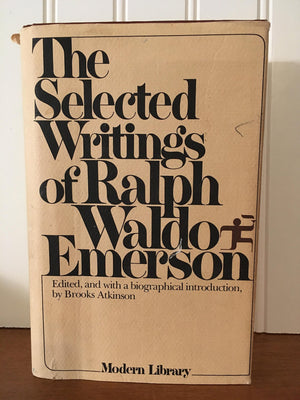 The
Selected
Writings
of Ralph
Waldo
Emerson
Edited, and with a biographical introduction,
by Brooks Atkinson
Modern Library